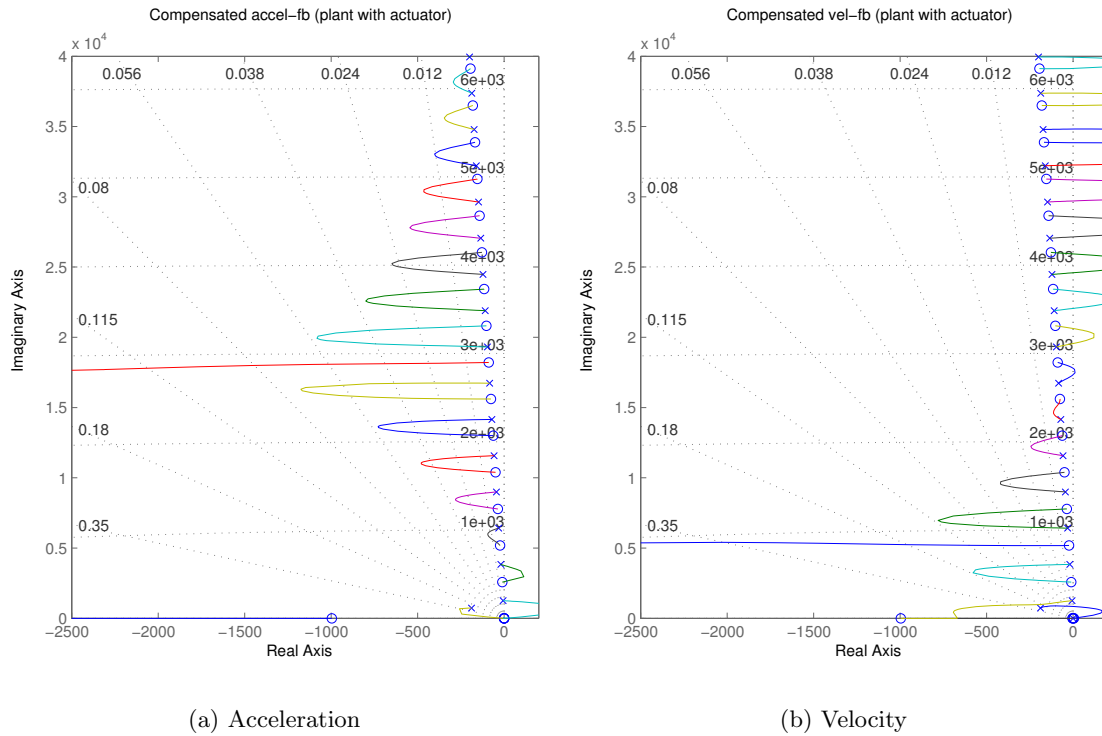 Compensated accel−fb (plant with actuator)
x 10⁴
4
3.5
3
2.5
2
1.5
1
0.5
0
Imaginary Axis
0.056
0.038
0.024
0.012
6e+03
5e+03
0.08
4e+03
0.115
3e+03
2e+03
0.18
1e+03
0.35
−2500
−2000
−1500
−1000
−500
0
Real Axis
(a) Acceleration
Compensated vel−fb (plant with actuator)
x 10⁴
4
3.5
3
2.5
2
1.5
1
0.5
0
Imaginary Axis
0.056
0.038
0.024
0.012
6e+03
5e+03
0.08
4e+03
0.115
3e+03
2e+03
0.18
1e+03
0.35
−2500
−2000
−1500
−1000
−500
0
Real Axis
(b) Velocity